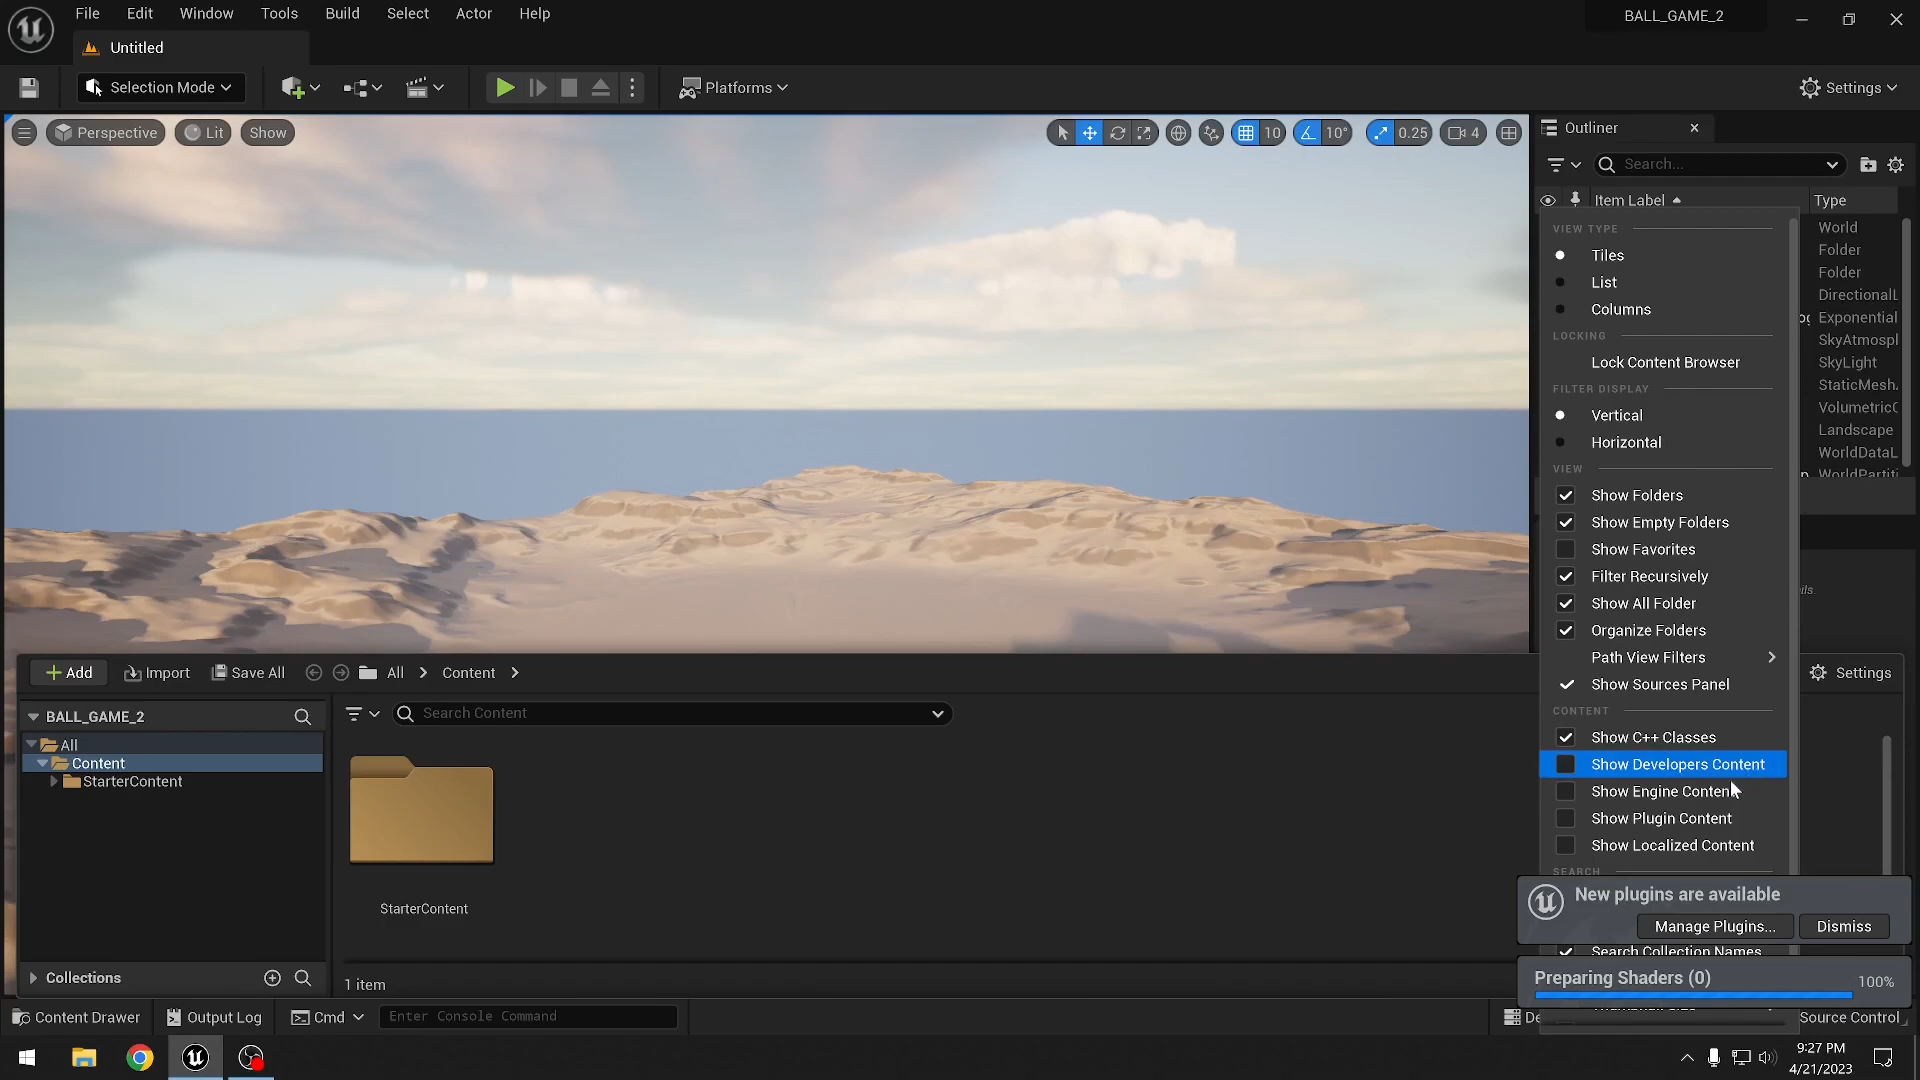 File Edit Window Tools Build Select Actor Help
BALL_GAME_2
Untitled
Selection Mode
Platforms
Settings
Perspective Lit Show
10 10° 0.25 4
Outliner
Search...
Item Label Type
World
Folder
Folder
DirectionalL
Exponential
SkyAtmospl
SkyLight
StaticMesh
VolumetricC
Landscape
WorldDataL
WorldPartiti
VIEW TYPE
Tiles
List
Columns
LOCKING
Lock Content Browser
FILTER DISPLAY
Vertical
Horizontal
VIEW
Show Folders
Show Empty Folders
Show Favorites
Filter Recursively
Show All Folder
Organize Folders
Path View Filters
Show Sources Panel
CONTENT
Show C++ Classes
Show Developers Content
Show Engine Content
Show Plugin Content
Show Localized Content
SEARCH
Search Collection Names
New plugins are available
Manage Plugins... Dismiss
Preparing Shaders (0) 100%
Add Import Save All All Content
Settings
BALL_GAME_2
Search Content
All
Content
StarterContent
StarterContent
Collections
1 item
Content Drawer Output Log Cmd Enter Console Command
De
Source Control
9:27 PM
4/21/2023